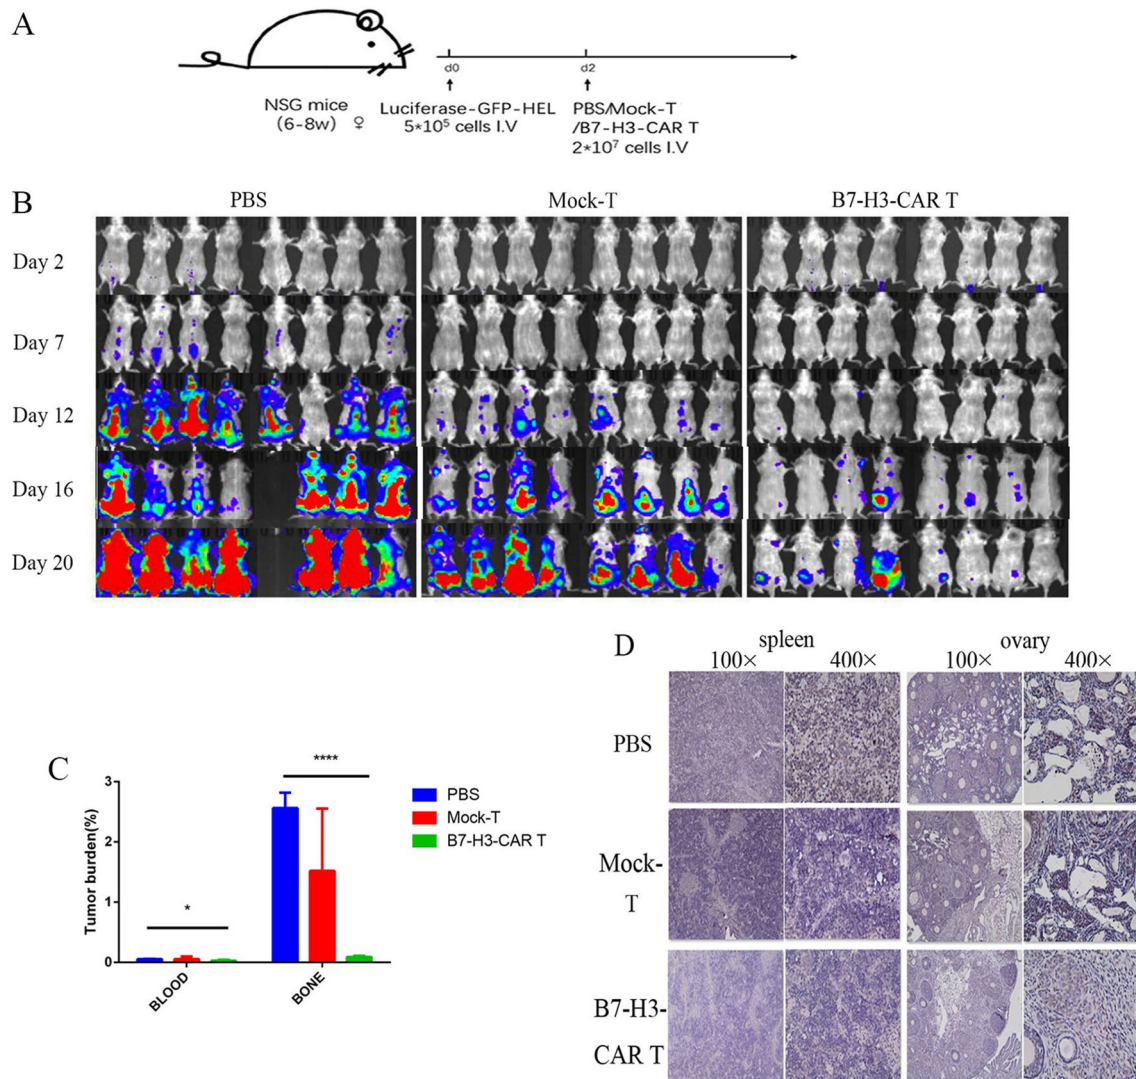 A
d0
d2
NSG mice
(6-8w) ♀
Luciferase-GFP-HEL
5*10⁵ cells I.V
PBS/Mock-T
/B7-H3-CAR T
2*10⁷ cells I.V
B
PBS
Mock-T
B7-H3-CAR T
Day 2
Day 7
Day 12
Day 16
Day 20
C
Tumor burden(%)
3
2
1
0
*
****
BLOOD
BONE
PBS
Mock-T
B7-H3-CAR T
D
spleen
ovary
100×
400×
100×
400×
PBS
Mock-
T
B7-H3-
CAR T